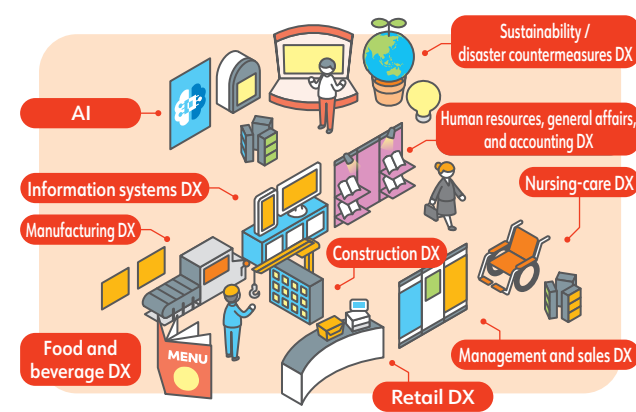 Sustainability /
disaster countermeasures DX
AI
Human resources, general affairs,
and accounting DX
Information systems DX
Nursing-care DX
Manufacturing DX
Construction DX
Food and
beverage DX
MENU
Management and sales DX
Retail DX